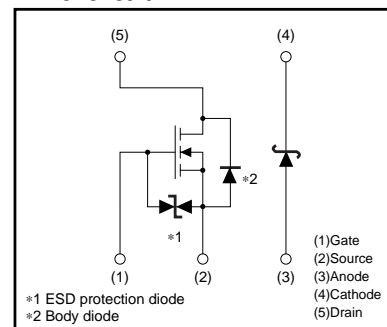 (5) (4)
∗2
∗1
(1) (2) (3)
(1)Gate
(2)Source
(3)Anode
(4)Cathode
(5)Drain
∗1 ESD protection diode
∗2 Body diode